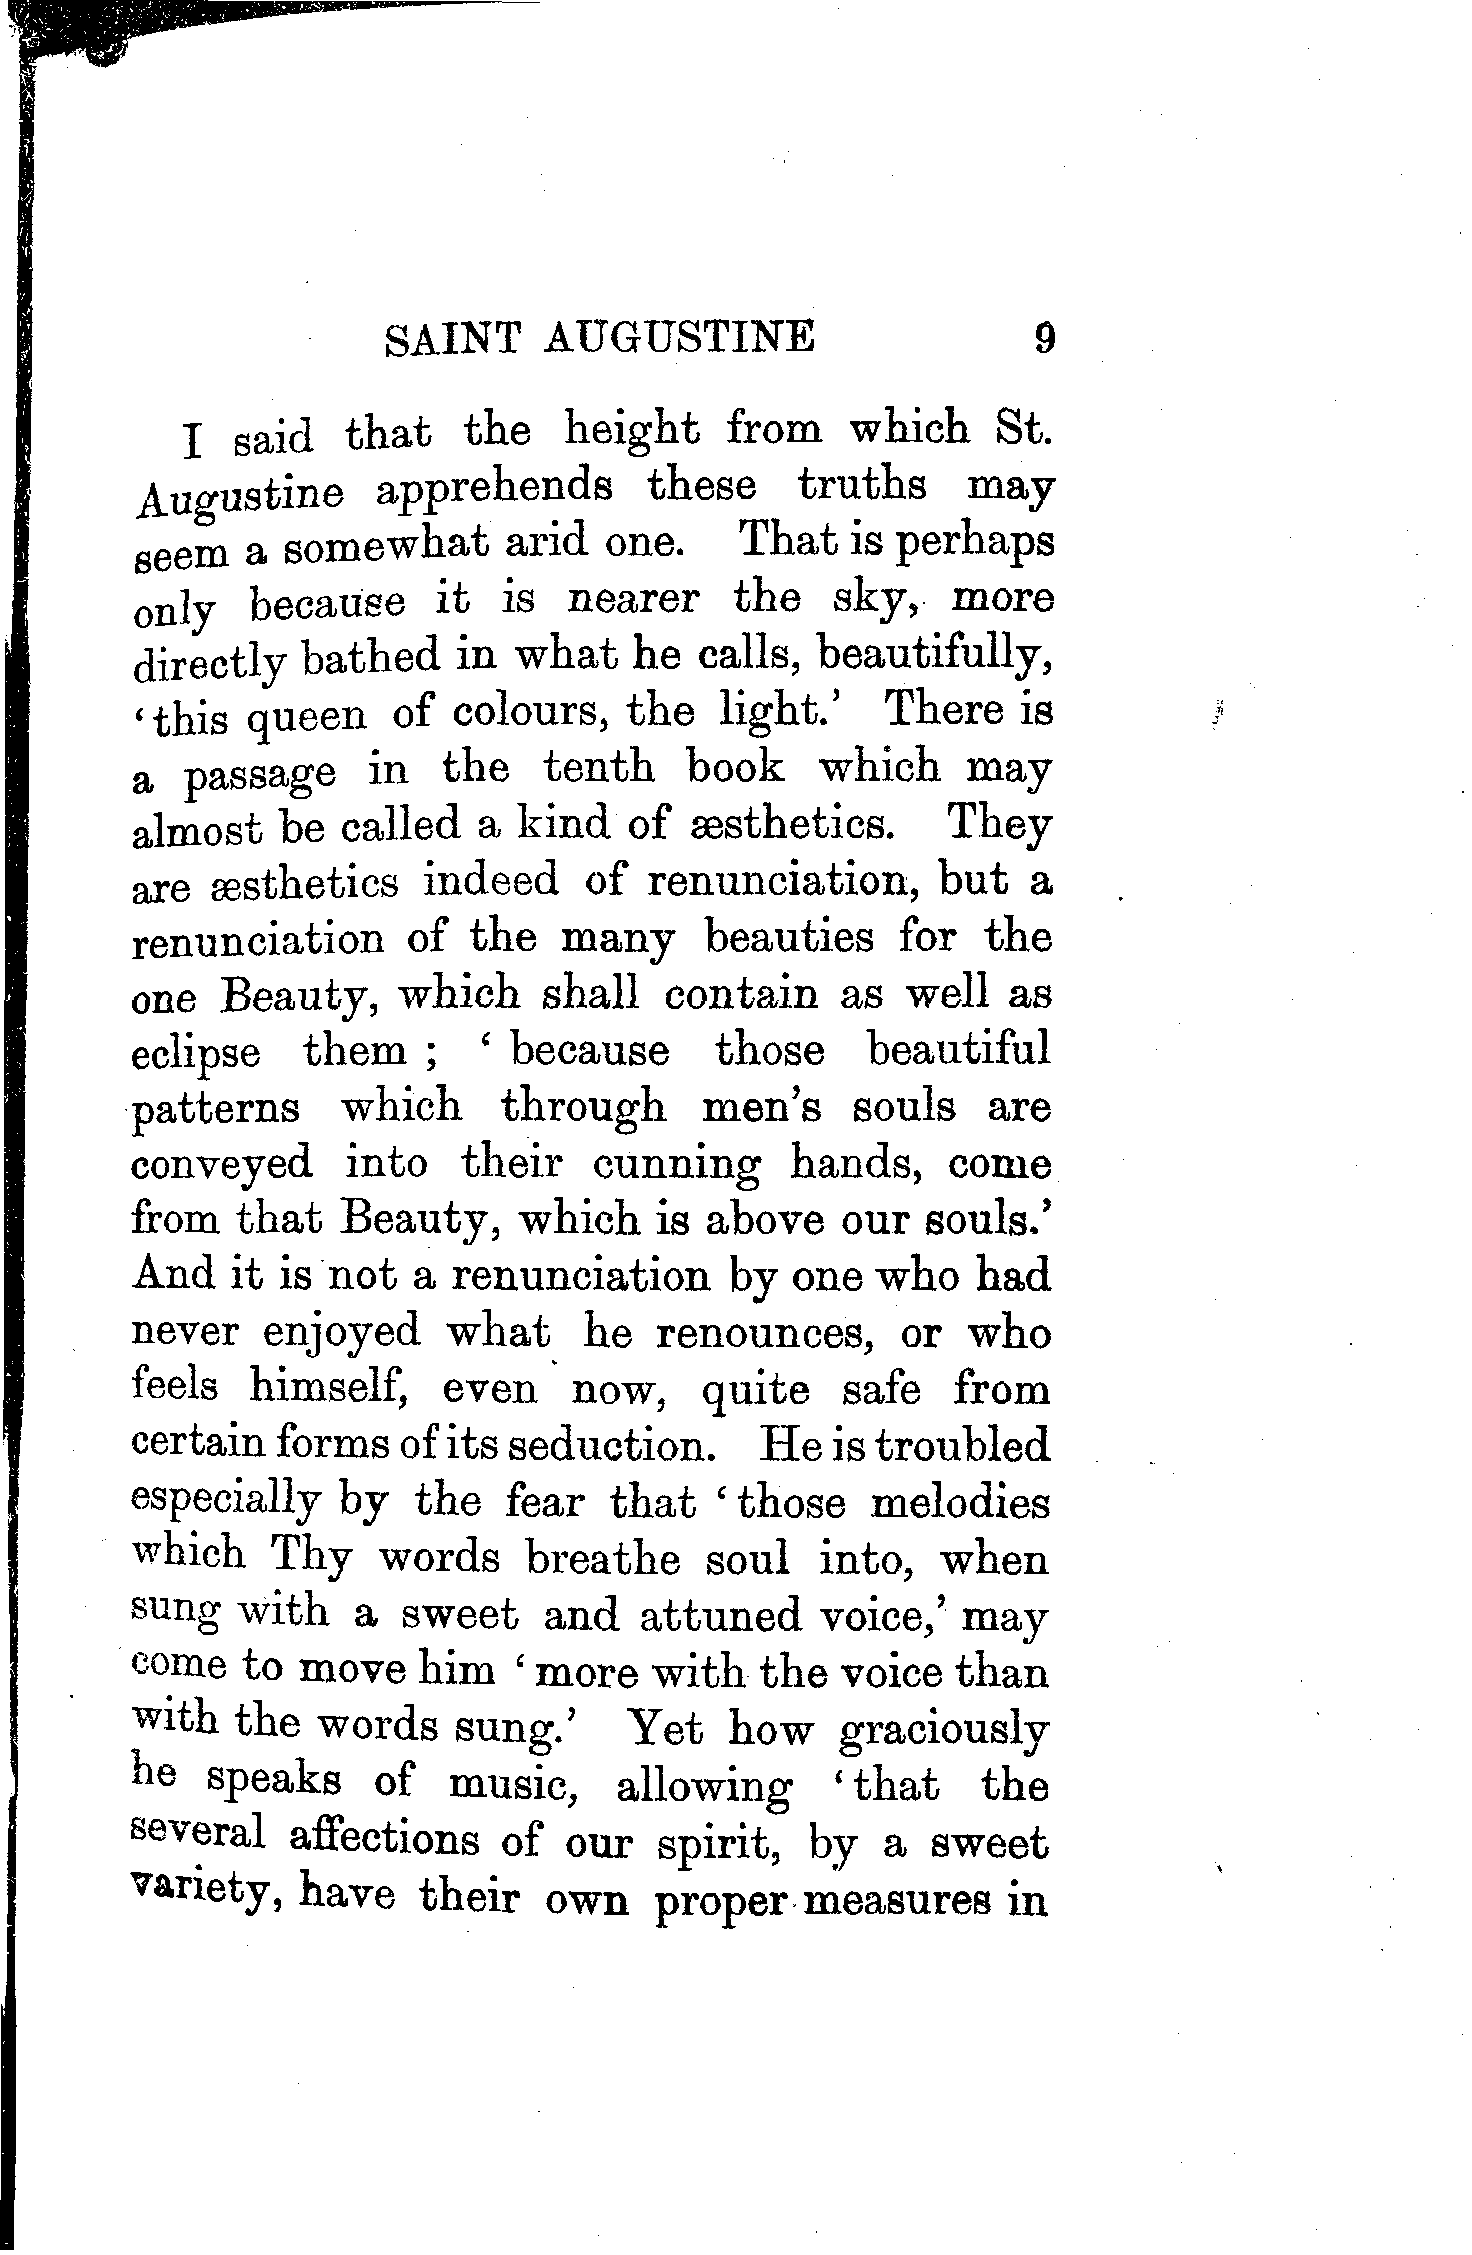 SAINT AUGUSTINE 9
I said that the height from which St.
Augustine apprehends these truths may
seem a somewhat arid one. That is perhaps
only because it is nearer the sky, more
directly bathed in what he calls, beautifully,
‘this queen of colours, the light.’ There is
a passage in the tenth book which may
almost be called a kind of æsthetics. They
are æsthetics indeed of renunciation, but a
renunciation of the many beauties for the
one Beauty, which shall contain as well as
eclipse them ; ‘ because those beautiful
patterns which through men’s souls are
conveyed into their cunning hands, come
from that Beauty, which is above our souls.’
And it is not a renunciation by one who had
never enjoyed what he renounces, or who
feels himself, even now, quite safe from
certain forms of its seduction. He is troubled
especially by the fear that ‘those melodies
which Thy words breathe soul into, when
sung with a sweet and attuned voice,’ may
come to move him ‘more with the voice than
with the words sung.’ Yet how graciously
he speaks of music, allowing ‘that the
several affections of our spirit, by a sweet
variety, have their own proper measures in